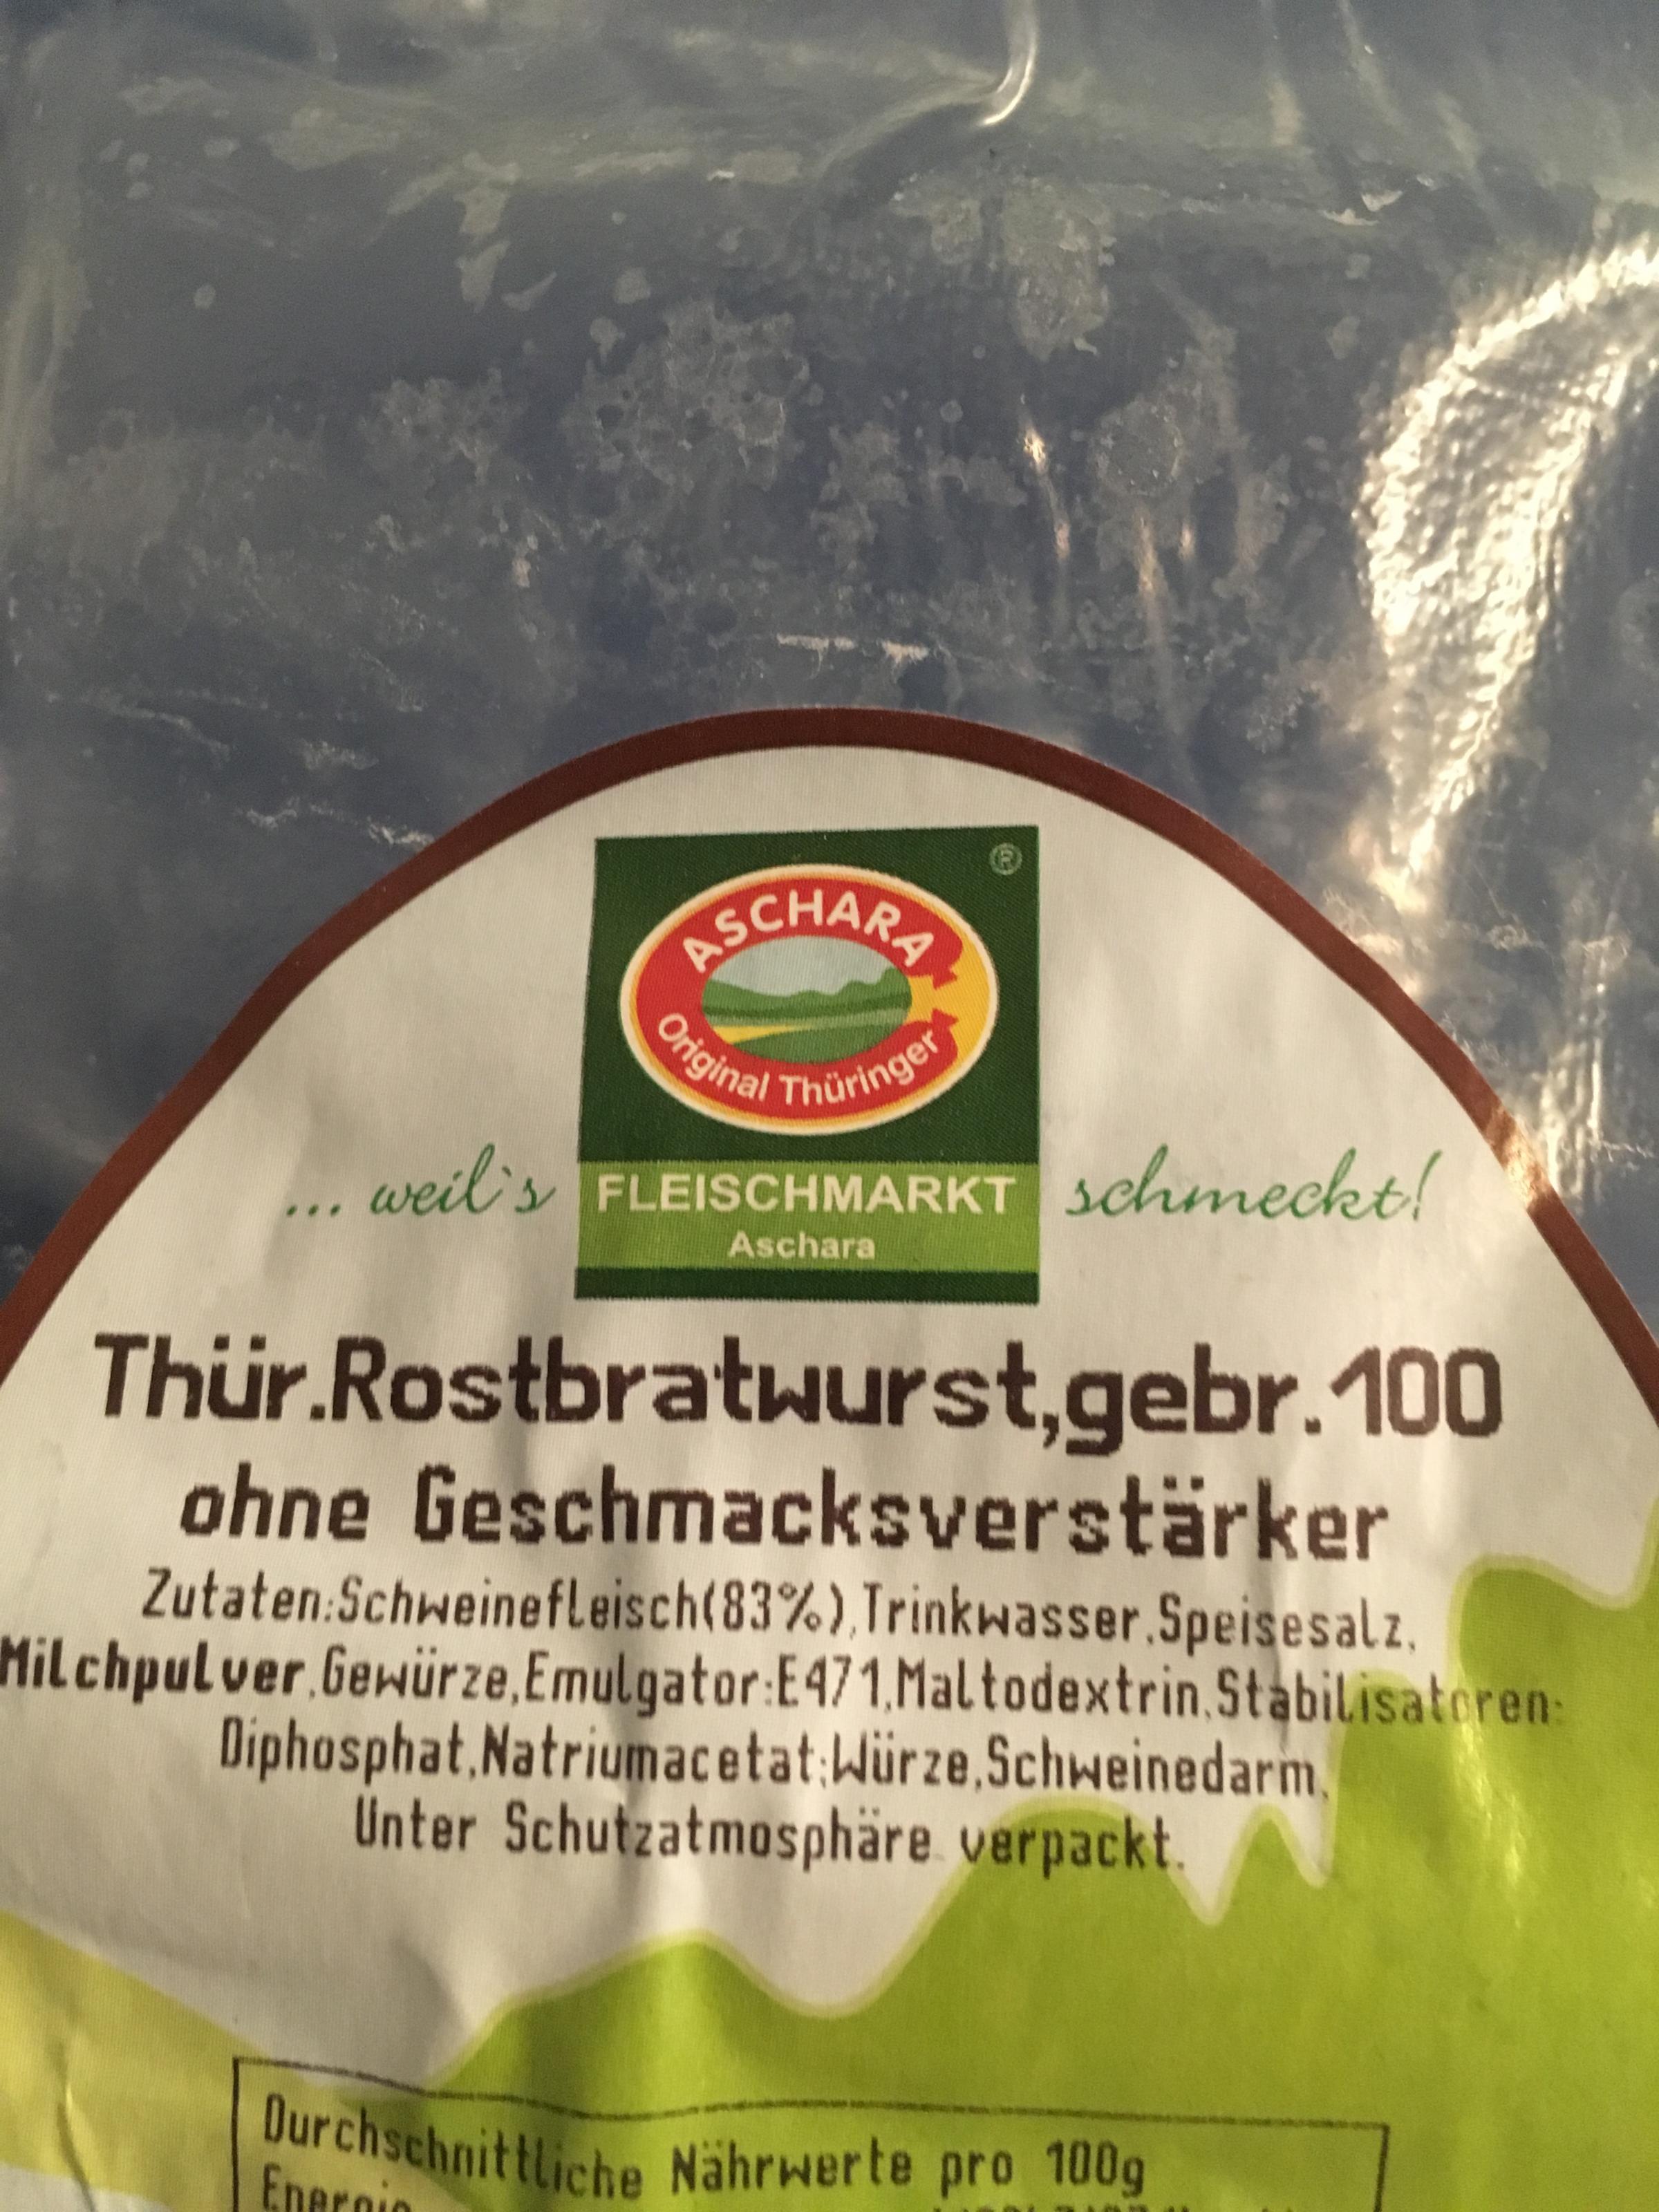 ®
ASCHARA
Original Thüringer
... weil's FLEISCHMARKT schmeckt!
Aschara
Thür.Rostbratwurst,gebr.100
ohne Geschmacksverstärker
Zutaten:Schweinefleisch(83%),Trinkwasser,Speisesalz,
Milchpulver,Gewürze,Emulgator:E471,Maltodextrin,Stabilisatoren:
Diphosphat,Natriumacetat;Würze,Schweinedarm,
Unter Schutzatmosphäre verpackt.
Durchschnittliche Nährwerte pro 100g
Energie